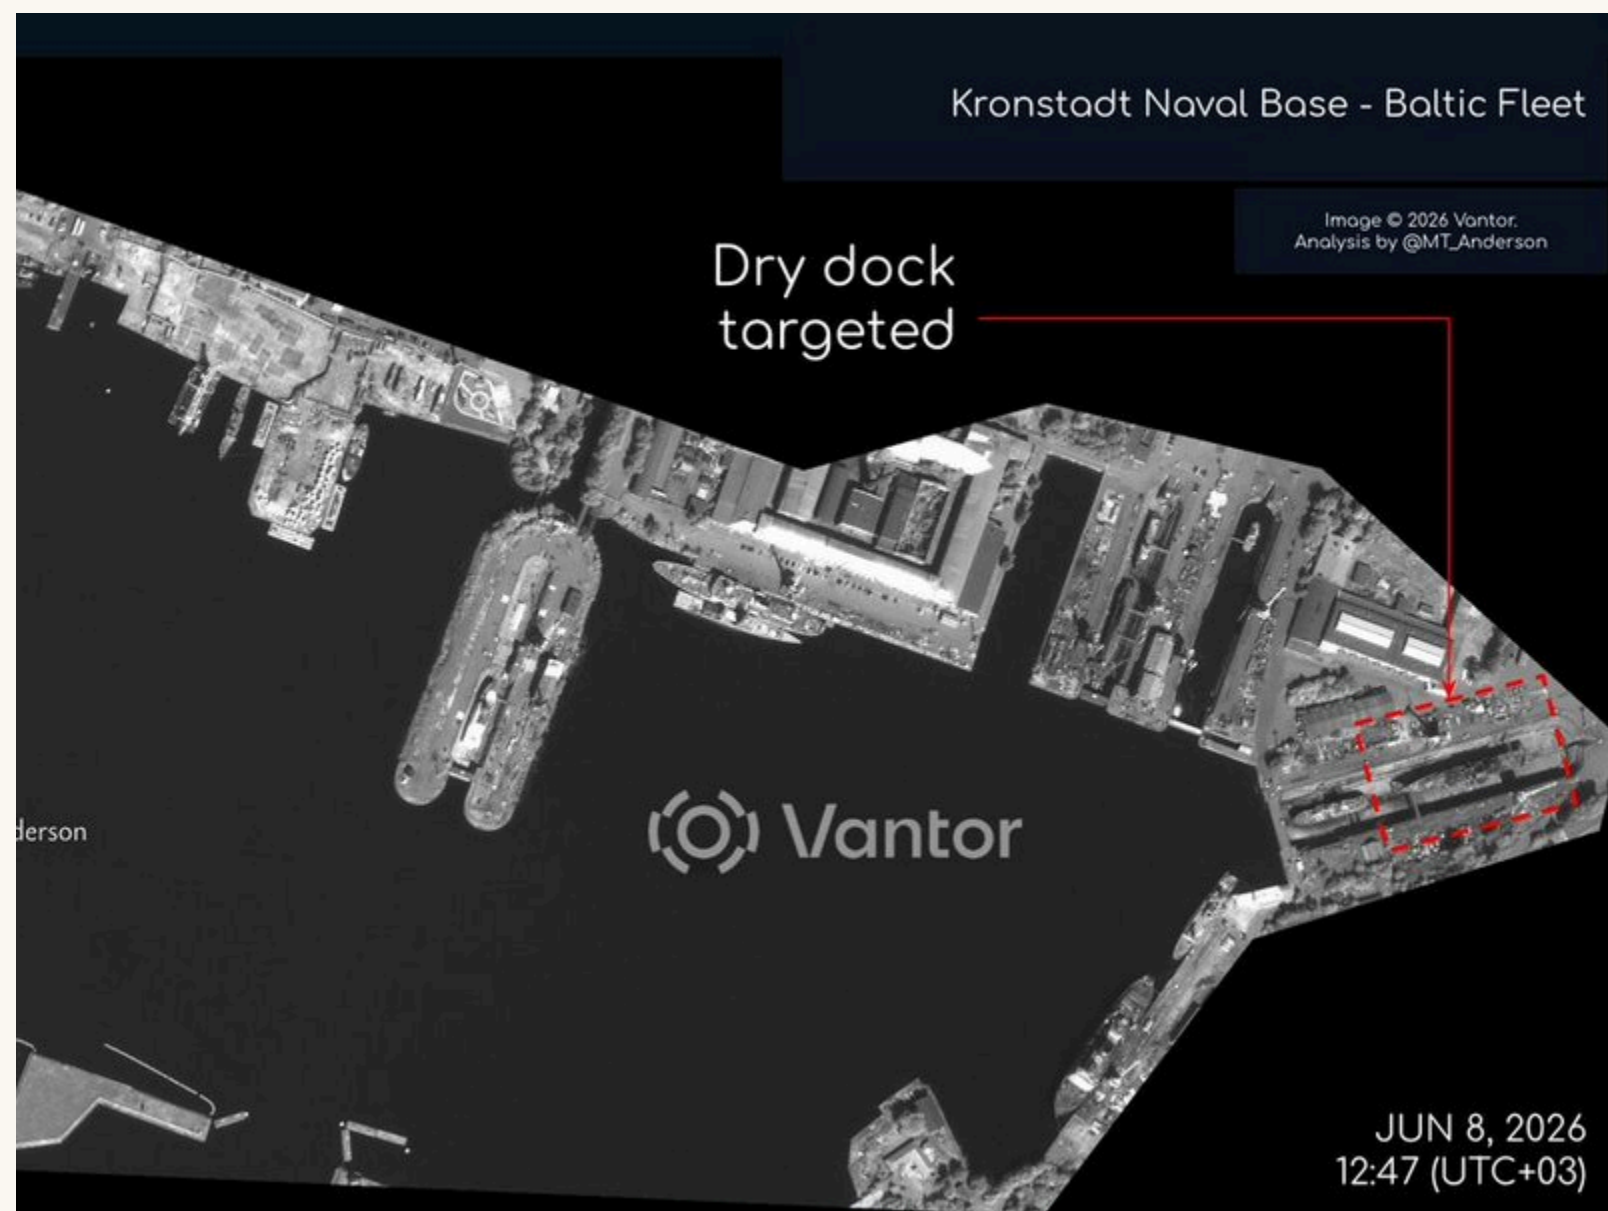 Kronstadt Naval Base - Baltic Fleet
Image © 2026 Vantor.
Analysis by @MT_Anderson
Dry dock
targeted
derson
Vantor
JUN 8, 2026
12:47 (UTC+03)